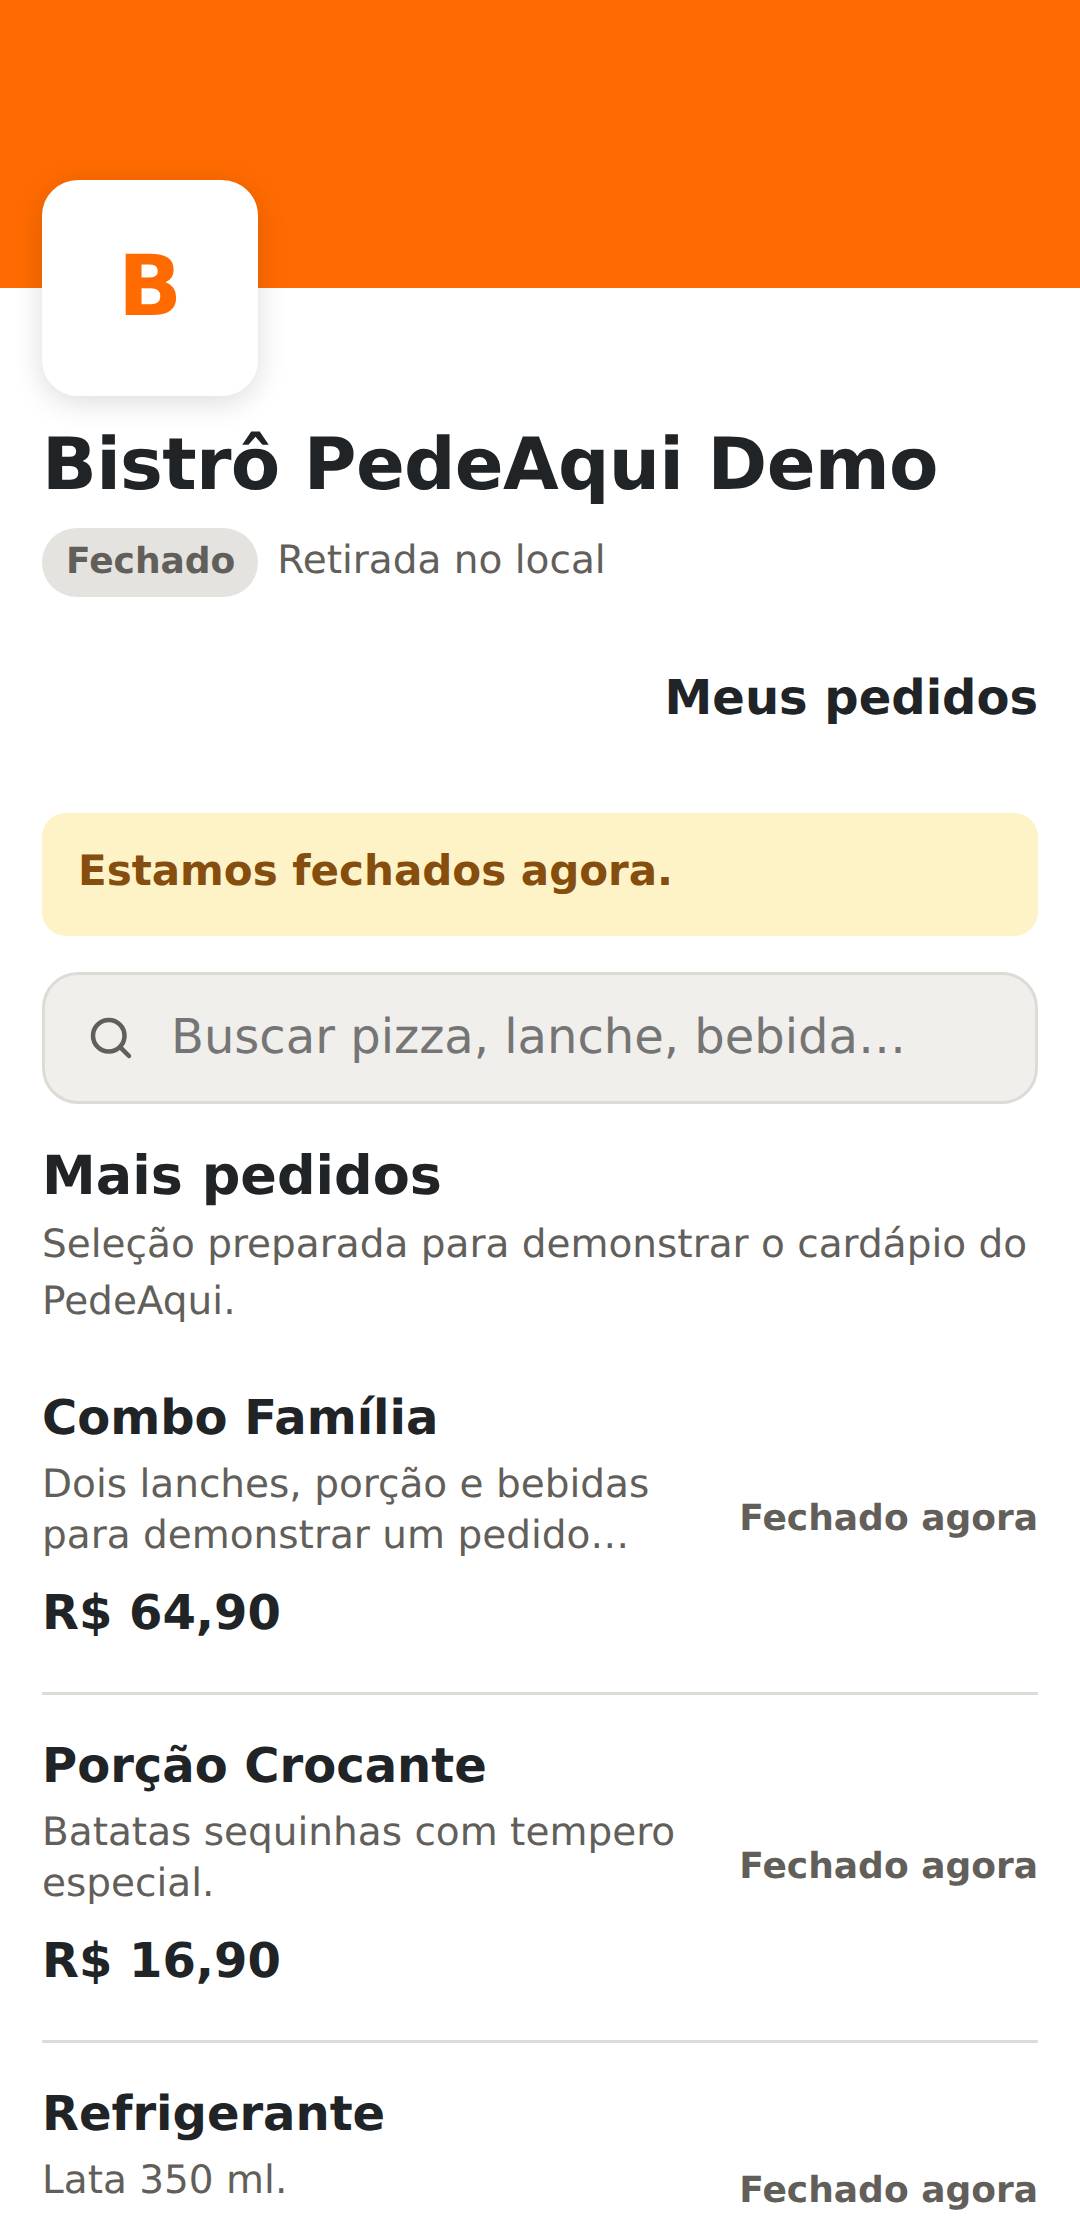 B
Bistrô PedeAqui Demo
Fechado Retirada no local
Meus pedidos
Estamos fechados agora.
Buscar pizza, lanche, bebida...
Mais pedidos
Seleção preparada para demonstrar o cardápio do
PedeAqui.
Combo Família
Dois lanches, porção e bebidas
para demonstrar um pedido...
Fechado agora
R$ 64,90
Porção Crocante
Batatas sequinhas com tempero
especial.
Fechado agora
R$ 16,90
Refrigerante
Lata 350 ml.
Fechado agora